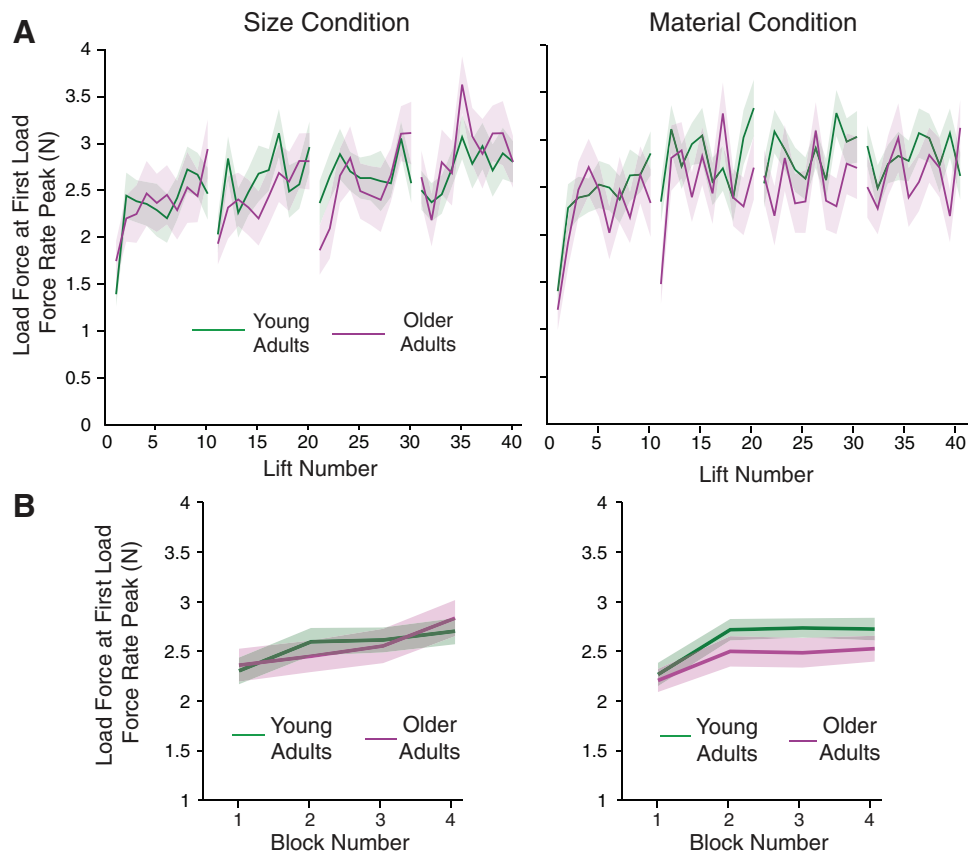 A
Size Condition
Material Condition
Load Force at First Load
Force Rate Peak (N)
4
3.5
3
2.5
2
1.5
1
0.5
0
Young
Adults
Older
Adults
0 5 10 15 20 25 30 35 40
Lift Number
0 5 10 15 20 25 30 35 40
Lift Number
B
Load Force at First Load
Force Rate Peak (N)
4
3.5
3
2.5
2
1.5
1
Young
Adults
Older
Adults
1 2 3 4
Block Number
4
3.5
3
2.5
2
1.5
1
Young
Adults
Older
Adults
1 2 3 4
Block Number